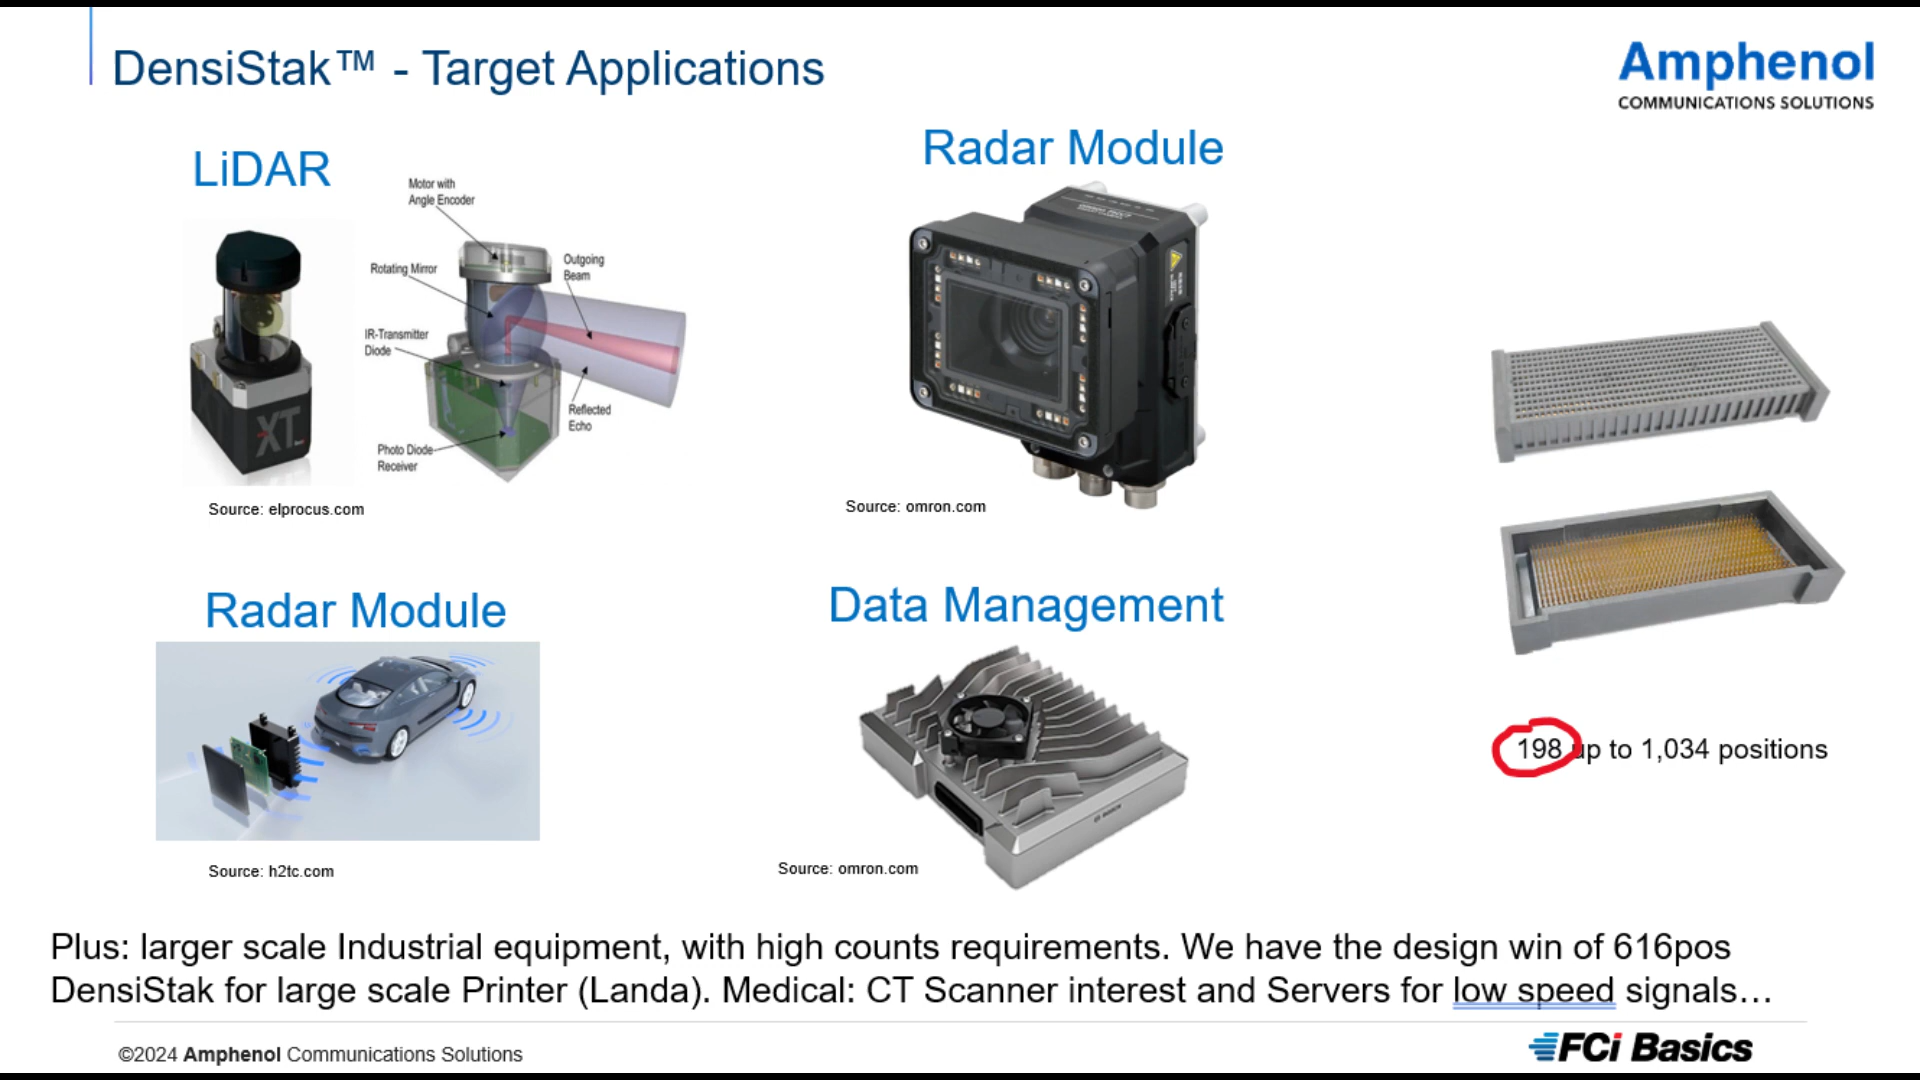 DensiStak™ - Target Applications
Amphenol
COMMUNICATIONS SOLUTIONS
LiDAR
Motor with
Angle Encoder
Rotating Mirror
Outgoing
Beam
IR-Transmitter
Diode
Reflected
Echo
Photo Diode
Receiver
XT
Source: elprocus.com
Radar Module
Source: omron.com
Radar Module
Source: h2tc.com
Data Management
BOSCH
Source: omron.com
198 up to 1,034 positions
Plus: larger scale Industrial equipment, with high counts requirements. We have the design win of 616pos
DensiStak for large scale Printer (Landa). Medical: CT Scanner interest and Servers for low speed signals…
©2024 Amphenol Communications Solutions
FCi Basics